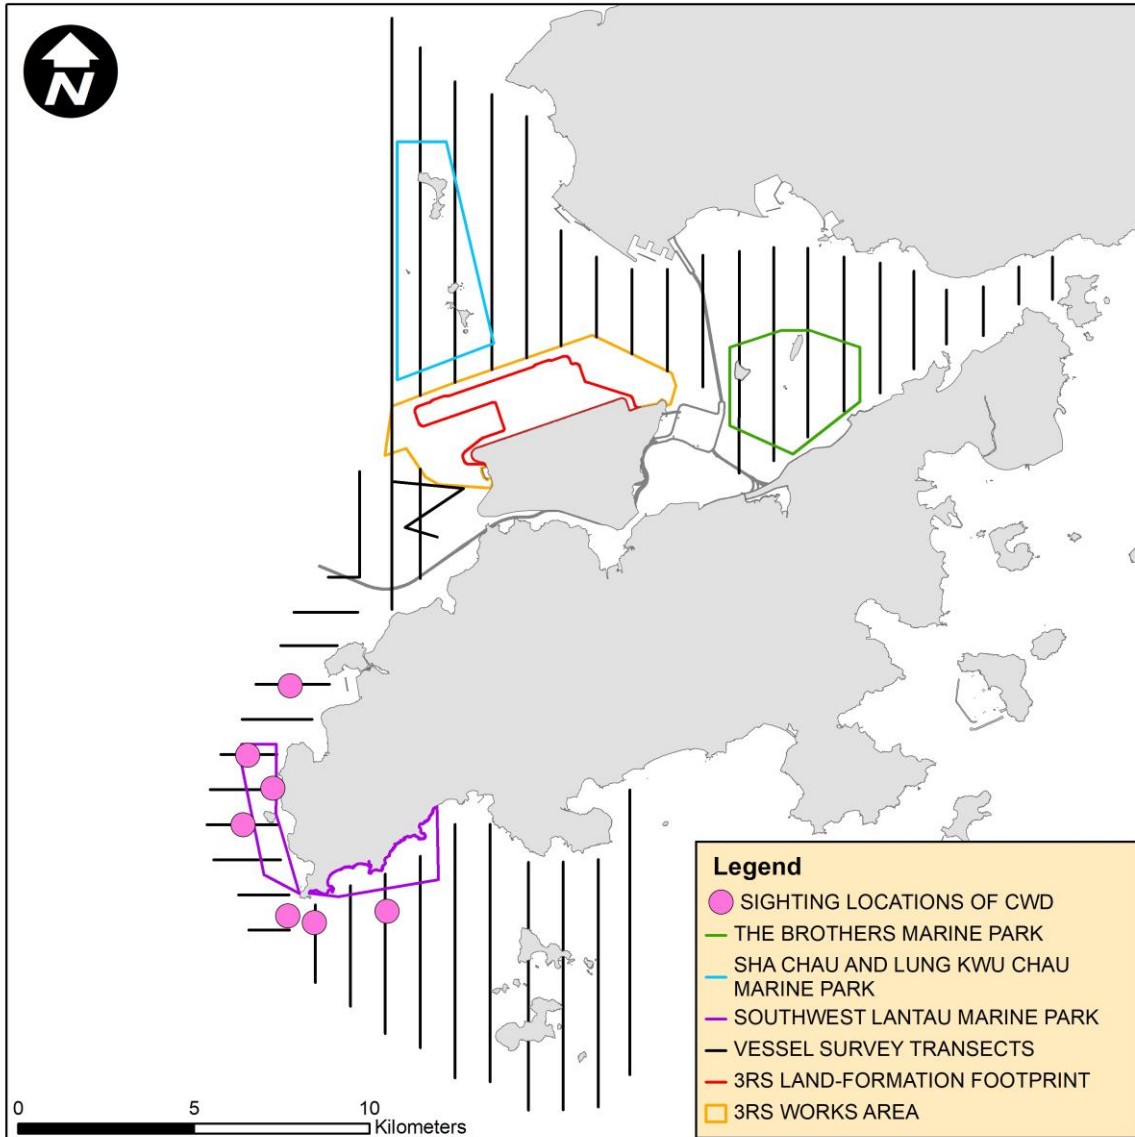 N
Legend
SIGHTING LOCATIONS OF CWD
THE BROTHERS MARINE PARK
SHA CHAU AND LUNG KWU CHAU
MARINE PARK
SOUTHWEST LANTAU MARINE PARK
VESSEL SURVEY TRANSECTS
3RS LAND-FORMATION FOOTPRINT
3RS WORKS AREA
0 5 10
Kilometers